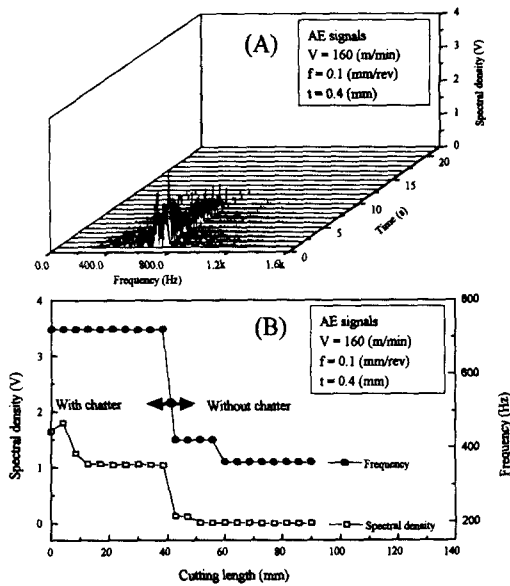 (A)
AE signals
V = 160 (m/min)
f = 0.1 (mm/rev)
t = 0.4 (mm)
4
3
2
1
0
Spectral density (V)
20
15
10
5
0
Time (s)
0.0
400.0
800.0
1.2k
1.6k
Frequency (Hz)
(B)
AE signals
V = 160 (m/min)
f = 0.1 (mm/rev)
t = 0.4 (mm)
With chatter
Without chatter
Frequency
Spectral density
4
3
2
1
0
Spectral density (V)
800
600
400
200
Frequency (Hz)
0 20 40 60 80 100 120 140
Cutting length (mm)